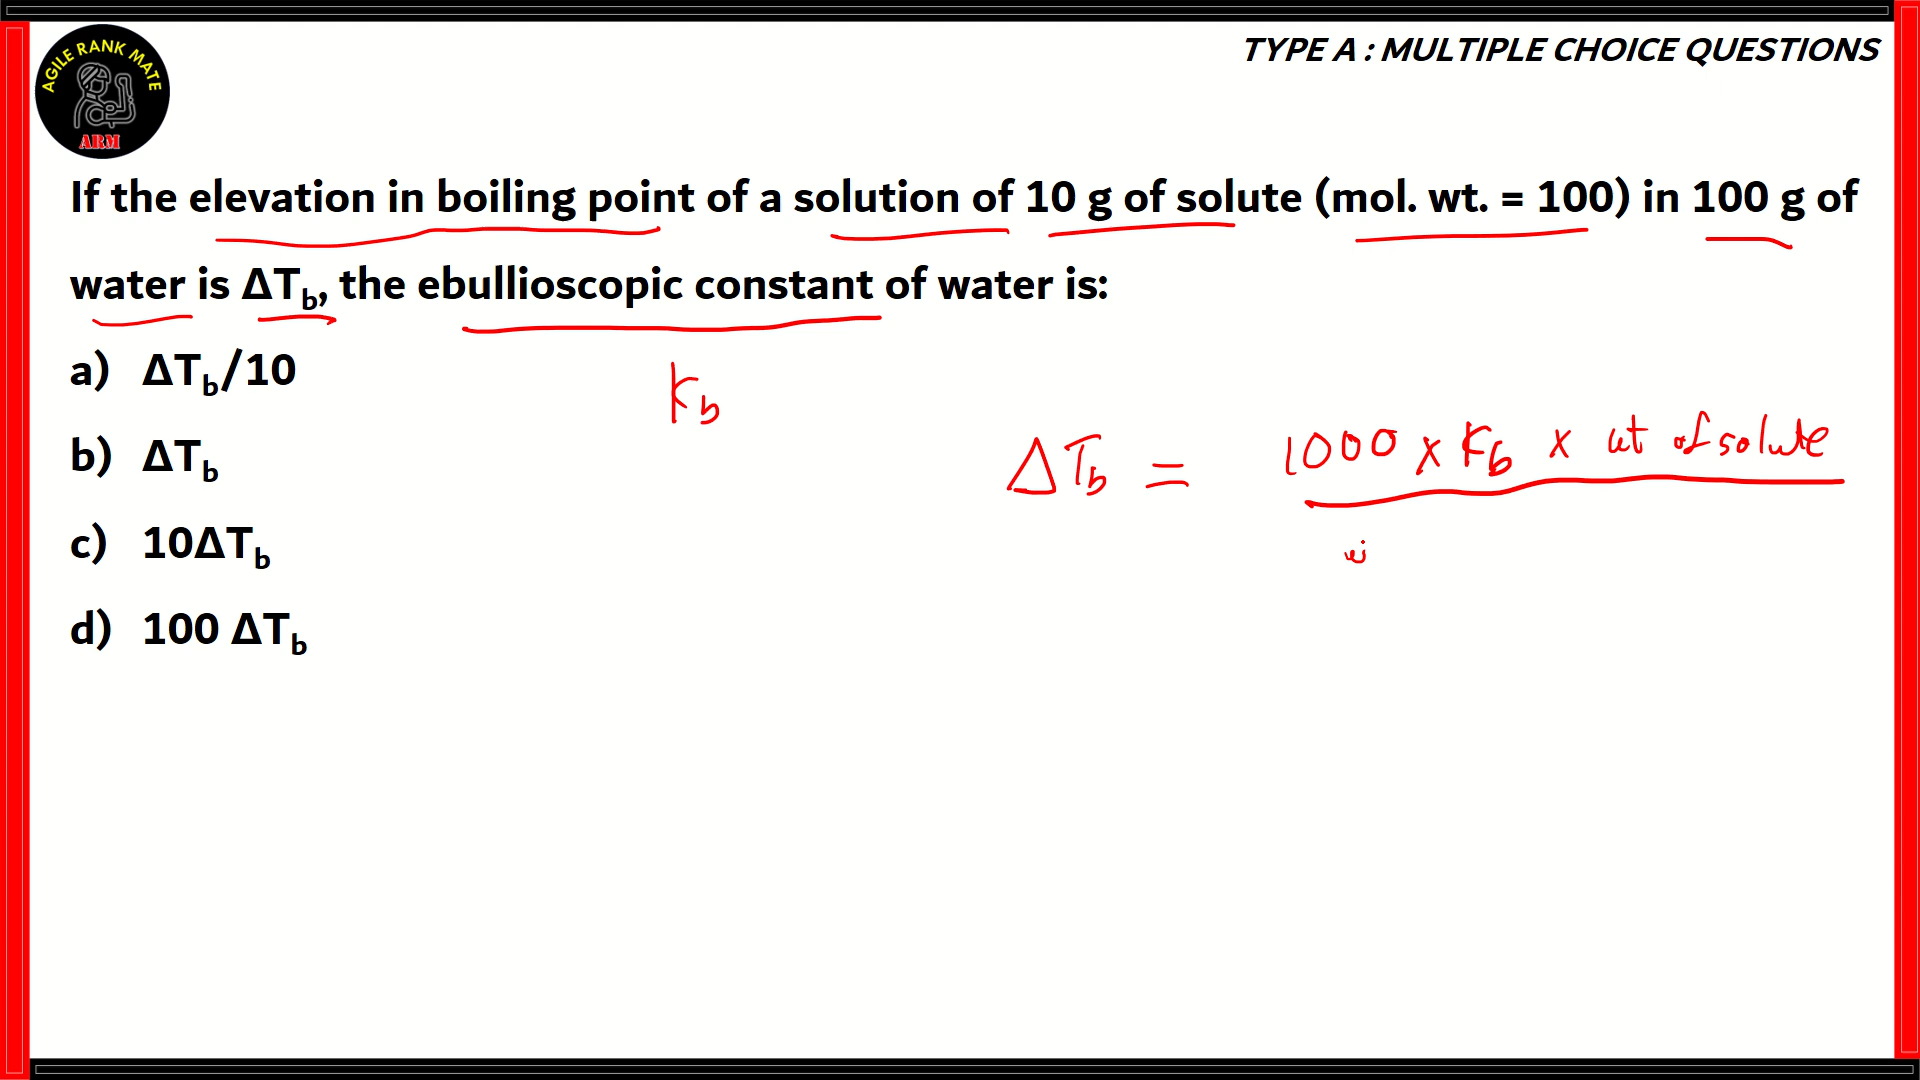 AGILE RANK MATE
ARM
TYPE A : MULTIPLE CHOICE QUESTIONS
If the elevation in boiling point of a solution of 10 g of solute (mol. wt. = 100) in 100 g of
water is ΔTb, the ebullioscopic constant of water is:
a) ΔTb/10
b) ΔTb
c) 10ΔTb
d) 100 ΔTb
Kb
ΔTb = 1000 x Kb x wt of solute